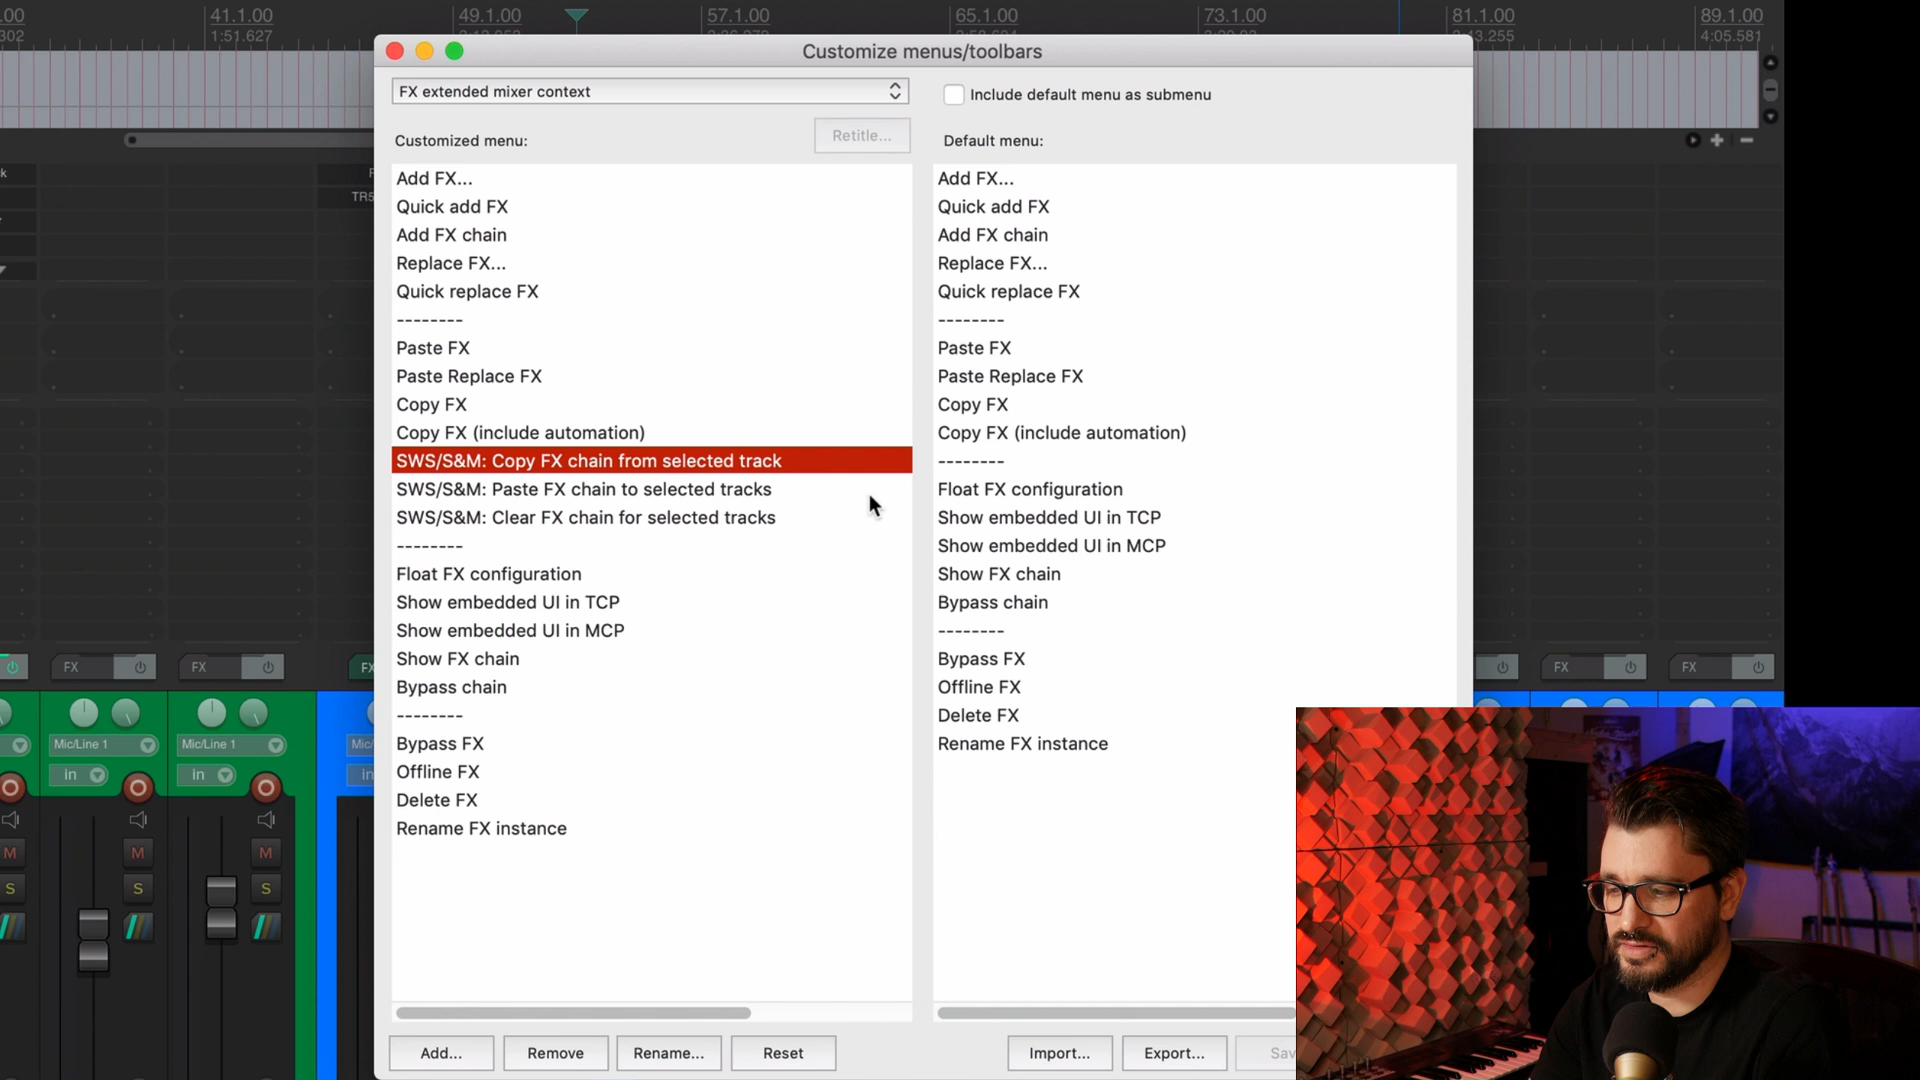 .00
41.1.00
49.1.00
57.1.00
65.1.00
73.1.00
81.1.00
89.1.00
302
1:51.627
4:05.581
Customize menus/toolbars
FX extended mixer context
Include default menu as submenu
Customized menu:
Retitle...
Default menu:
Add FX...
Quick add FX
Add FX chain
Replace FX...
Quick replace FX
--------
Paste FX
Paste Replace FX
Copy FX
Copy FX (include automation)
SWS/S&M: Copy FX chain from selected track
SWS/S&M: Paste FX chain to selected tracks
SWS/S&M: Clear FX chain for selected tracks
--------
Float FX configuration
Show embedded UI in TCP
Show embedded UI in MCP
Show FX chain
Bypass chain
--------
Bypass FX
Offline FX
Delete FX
Rename FX instance
Add FX...
Quick add FX
Add FX chain
Replace FX...
Quick replace FX
--------
Paste FX
Paste Replace FX
Copy FX
Copy FX (include automation)
--------
Float FX configuration
Show embedded UI in TCP
Show embedded UI in MCP
Show FX chain
Bypass chain
--------
Bypass FX
Offline FX
Delete FX
Rename FX instance
Add...
Remove
Rename...
Reset
Import...
Export...
Sav
k
TR5
FX
FX
FX
FX
FX
Mic/Line 1
Mic/Line 1
Mic/
in
in
in
M
M
M
S
S
S